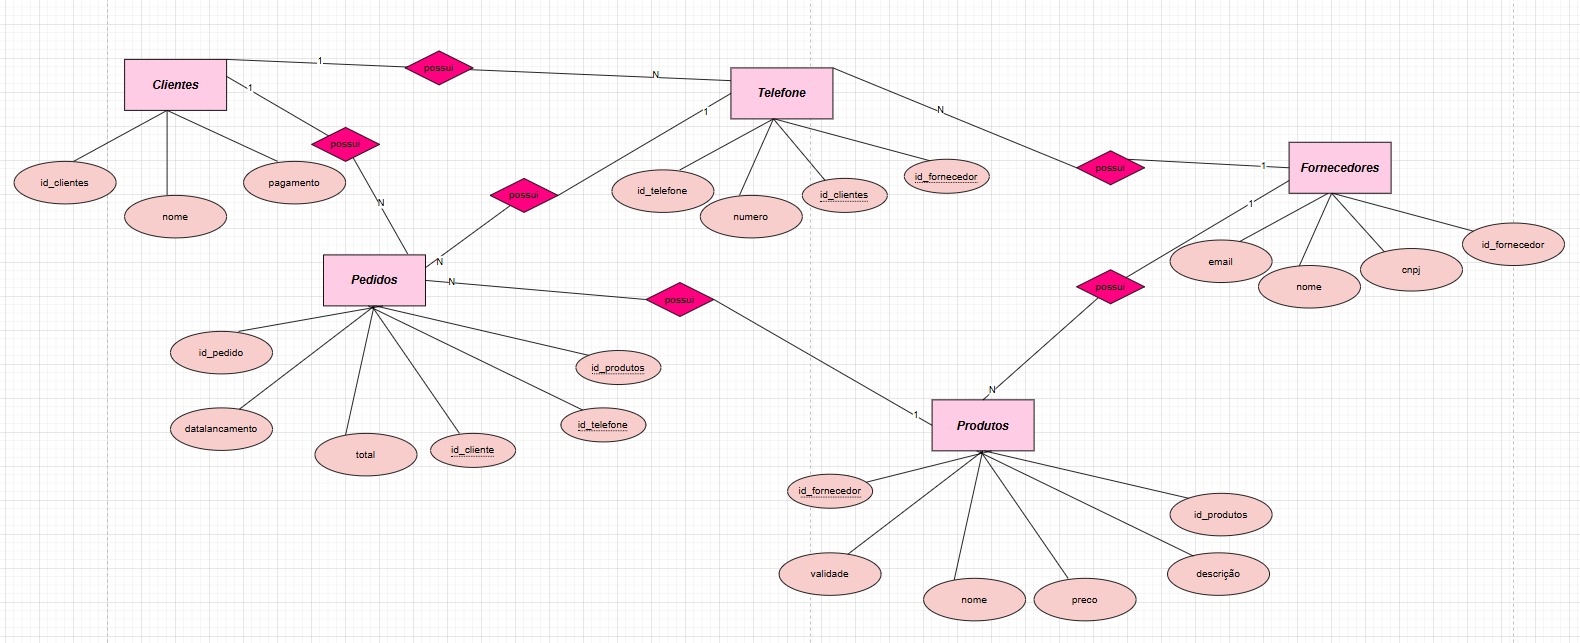 1
possui
N
Clientes
Telefone
1
N
1
possui
N
possui
1
Fornecedores
id_clientes
pagamento
nome
N
possui
id_telefone
numero
id_clientes
id_fornecedor
1
email
nome
cnpj
id_fornecedor
Pedidos
N
N
possui
possui
N
1
Produtos
id_pedido
datalancamento
total
id_cliente
id_telefone
id_produtos
id_fornecedor
validade
nome
preco
descrição
id_produtos